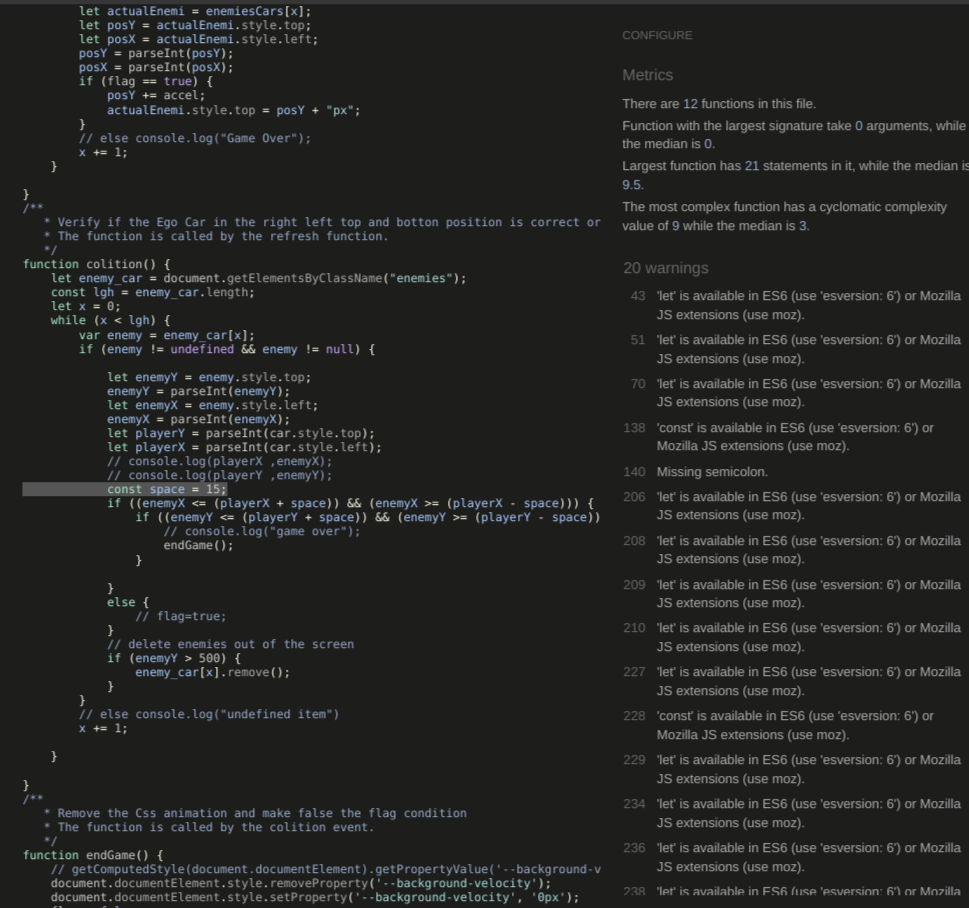 let actualEnemi = enemiesCars[x];
let posY = actualEnemi.style.top;
let posX = actualEnemi.style.left;
posY = parseInt(posY);
posX = parseInt(posX);
if (flag == true) {
posY += accel;
actualEnemi.style.top = posY + "px";
}
// else console.log("Game Over");
x += 1;
}
}
/**
* Verify if the Ego Car in the right left top and botton position is correct or
* The function is called by the refresh function.
*/
function colition() {
let enemy_car = document.getElementsByClassName("enemies");
const lgh = enemy_car.length;
let x = 0;
while (x < lgh) {
var enemy = enemy_car[x];
if (enemy != undefined && enemy != null) {
let enemyY = enemy.style.top;
enemyY = parseInt(enemyY);
let enemyX = enemy.style.left;
enemyX = parseInt(enemyX);
let playerY = parseInt(car.style.top);
let playerX = parseInt(car.style.left);
// console.log(playerX ,enemyX);
// console.log(playerY ,enemyY);
const space = 15;
if ((enemyX <= (playerX + space)) && (enemyX >= (playerX - space))) {
if ((enemyY <= (playerY + space)) && (enemyY >= (playerY - space))
// console.log("game over");
endGame();
}
}
else {
// flag=true;
}
// delete enemies out of the screen
if (enemyY > 500) {
enemy_car[x].remove();
}
}
// else console.log("undefined item")
x += 1;
}
}
/**
* Remove the Css animation and make false the flag condition
* The function is called by the colition event.
*/
function endGame() {
// getComputedStyle(document.documentElement).getPropertyValue('--background-v
document.documentElement.style.removeProperty('--background-velocity');
document.documentElement.style.setProperty('--background-velocity', '0px');
CONFIGURE
Metrics
There are 12 functions in this file.
Function with the largest signature take 0 arguments, while
the median is 0.
Largest function has 21 statements in it, while the median is
9.5.
The most complex function has a cyclomatic complexity
value of 9 while the median is 3.
20 warnings
43 'let' is available in ES6 (use 'esversion: 6') or Mozilla
JS extensions (use moz).
51 'let' is available in ES6 (use 'esversion: 6') or Mozilla
JS extensions (use moz).
70 'let' is available in ES6 (use 'esversion: 6') or Mozilla
JS extensions (use moz).
138 'const' is available in ES6 (use 'esversion: 6') or
Mozilla JS extensions (use moz).
140 Missing semicolon.
206 'let' is available in ES6 (use 'esversion: 6') or Mozilla
JS extensions (use moz).
208 'let' is available in ES6 (use 'esversion: 6') or Mozilla
JS extensions (use moz).
209 'let' is available in ES6 (use 'esversion: 6') or Mozilla
JS extensions (use moz).
210 'let' is available in ES6 (use 'esversion: 6') or Mozilla
JS extensions (use moz).
227 'let' is available in ES6 (use 'esversion: 6') or Mozilla
JS extensions (use moz).
228 'const' is available in ES6 (use 'esversion: 6') or
Mozilla JS extensions (use moz).
229 'let' is available in ES6 (use 'esversion: 6') or Mozilla
JS extensions (use moz).
234 'let' is available in ES6 (use 'esversion: 6') or Mozilla
JS extensions (use moz).
236 'let' is available in ES6 (use 'esversion: 6') or Mozilla
JS extensions (use moz).
238 'let' is available in ES6 (use 'esversion: 6') or Mozilla